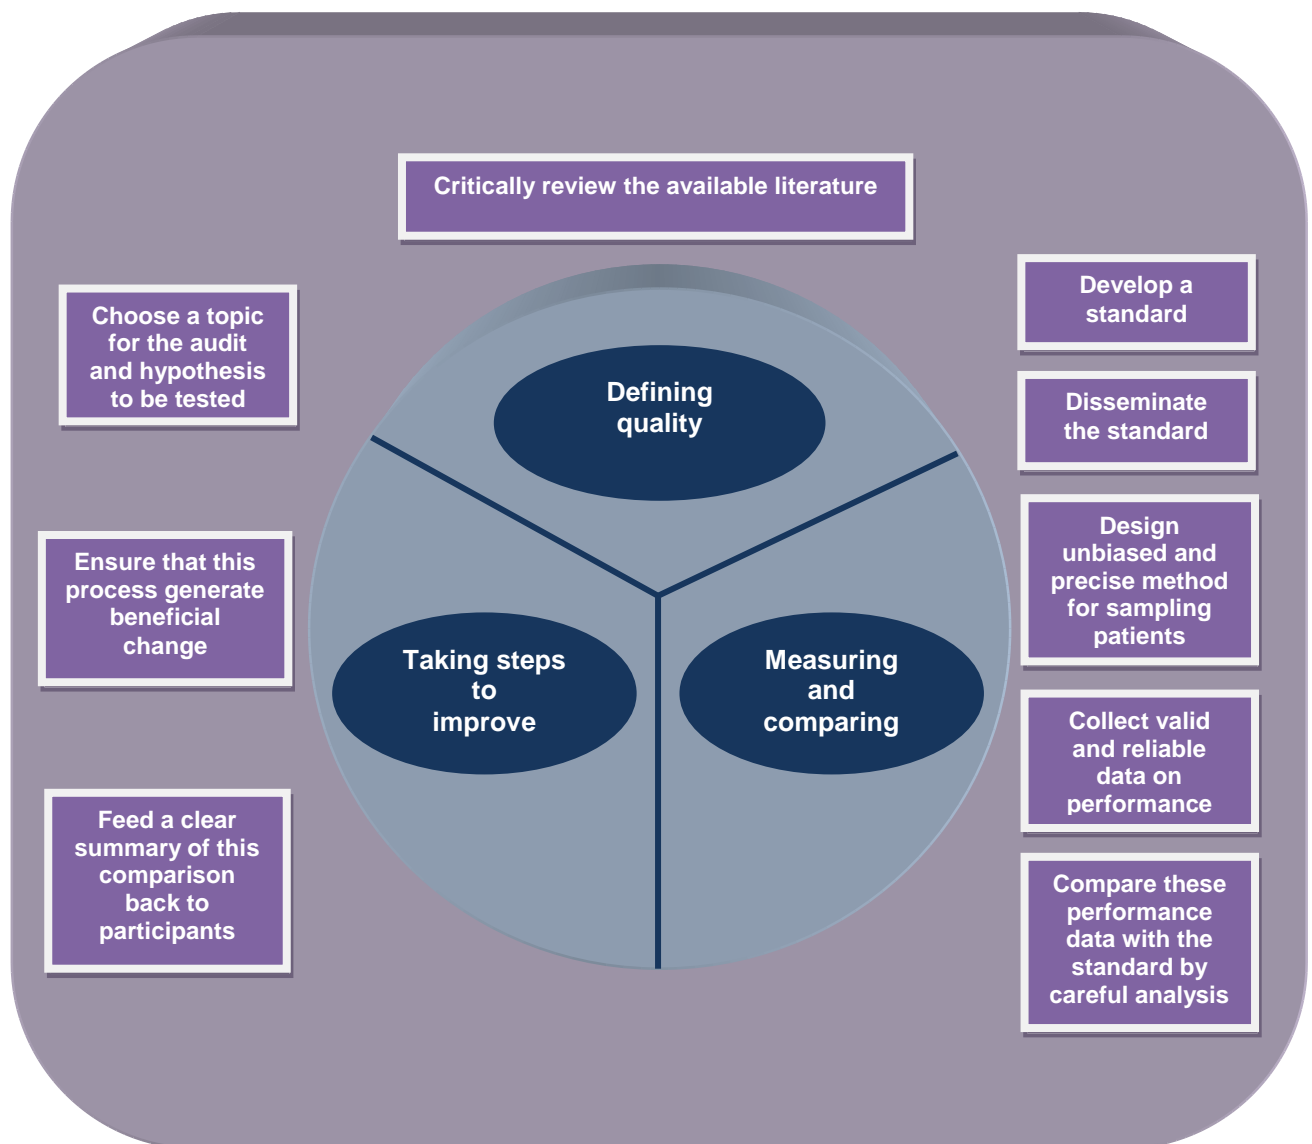 Critically review the available literature
Develop a
standard
Choose a topic
for the audit
and hypothesis
to be tested
Disseminate
the standard
Defining
quality
Design
unbiased and
precise method
for sampling
patients
Ensure that this
process generate
beneficial
change
Taking steps
to
improve
Measuring
and
comparing
Collect valid
and reliable
data on
performance
Feed a clear
summary of this
comparison
back to
participants
Compare these
performance
data with the
standard by
careful analysis